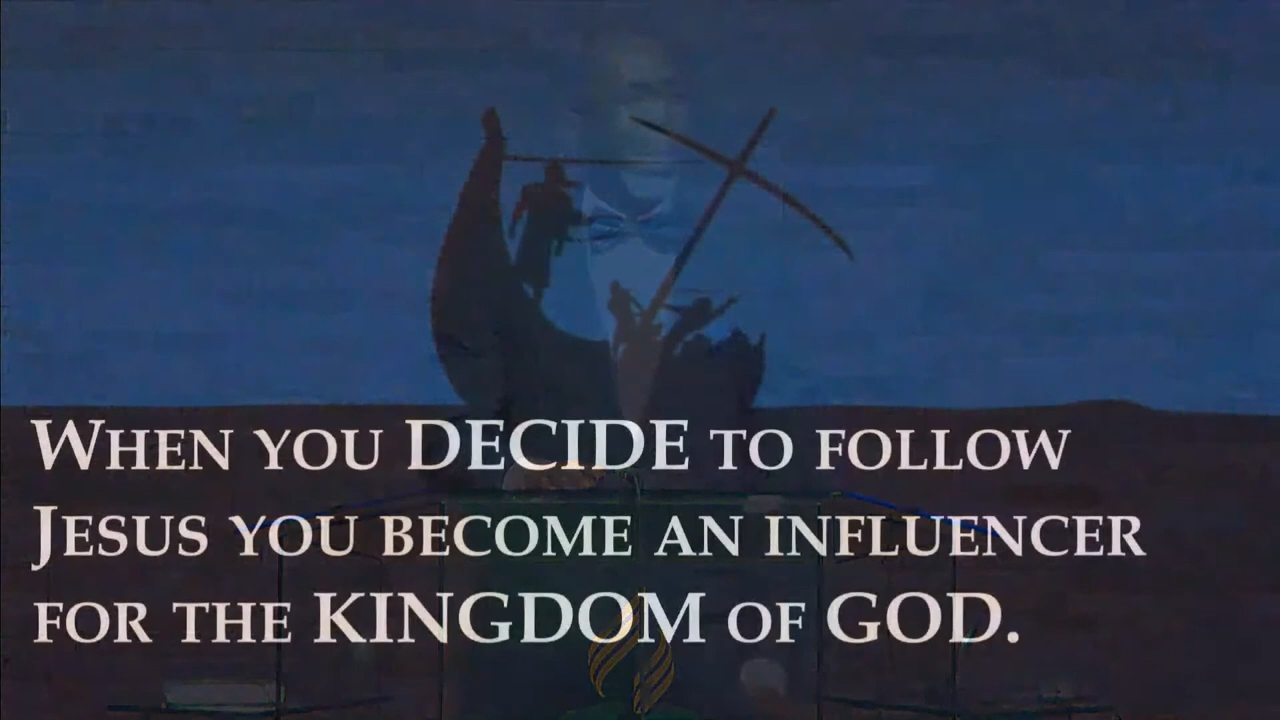 When you DECIDE to follow
Jesus you become an influencer
for the KINGDOM of GOD.